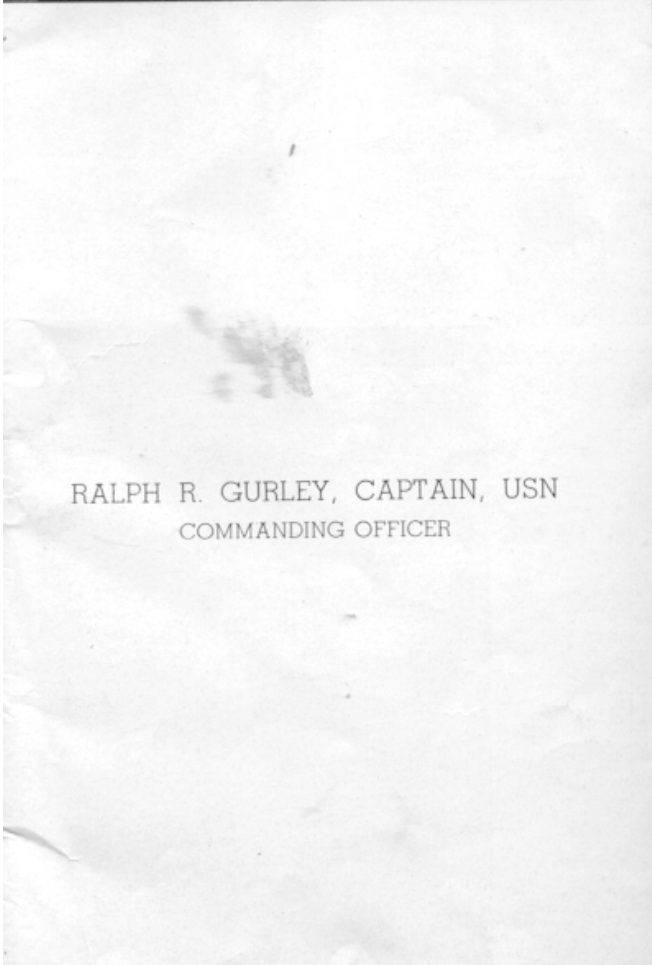 RALPH R. GURLEY, CAPTAIN, USN
COMMANDING OFFICER